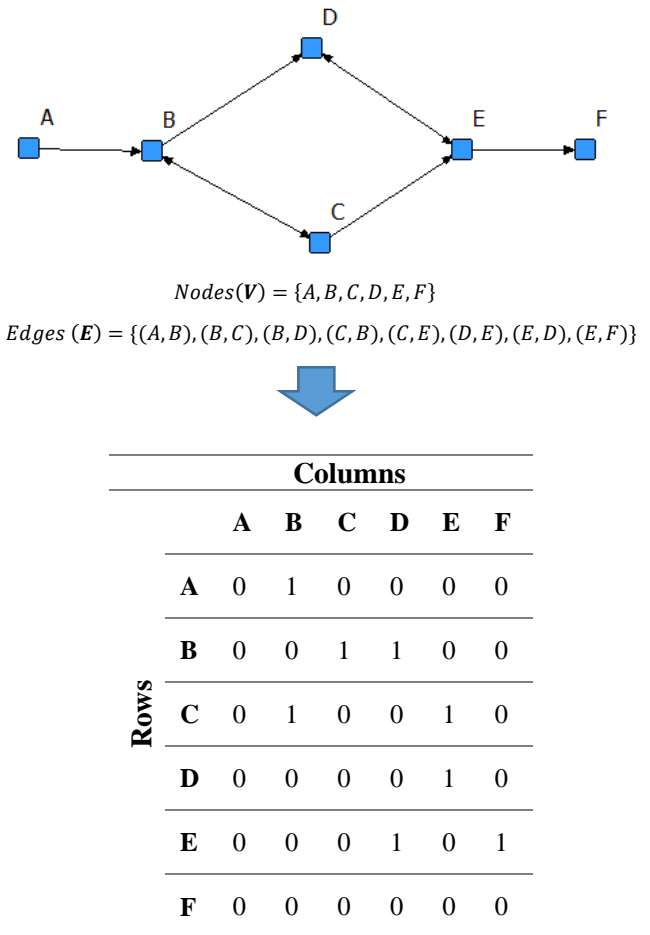 D
A
B
E
F
C
Nodes(V) = {A, B, C, D, E, F}
Edges (E) = {(A, B), (B, C), (B, D), (C, B), (C, E), (D, E), (E, D), (E, F)}
Columns
A B C D E F
Rows
A 0 1 0 0 0 0
B 0 0 1 1 0 0
C 0 1 0 0 1 0
D 0 0 0 0 1 0
E 0 0 0 1 0 1
F 0 0 0 0 0 0